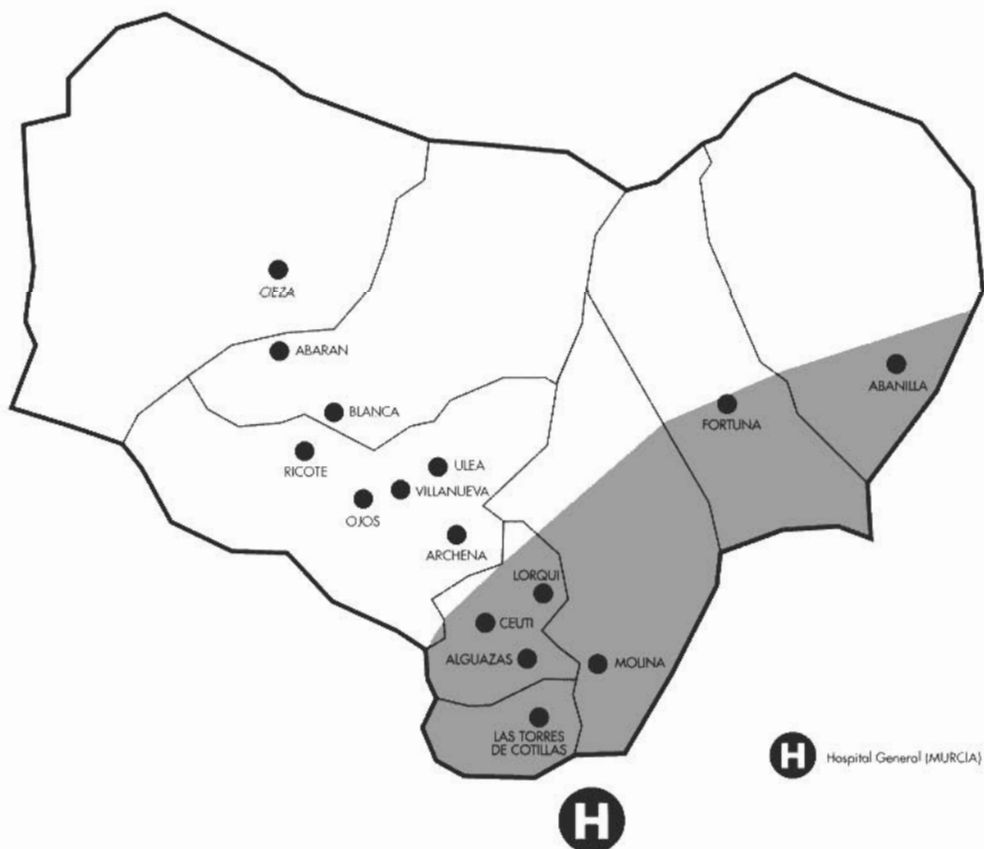 CIEZA
ABARAN
BLANCA
RICOTE
ULEA
VILLANUEVA
OJOS
ARCHENA
ABANILLA
FORTUNA
LORQUI
CEUTI
ALGUAZAS
MOLINA
LAS TORRES
DE COTILLAS
H
Hospital General (MURCIA)
H